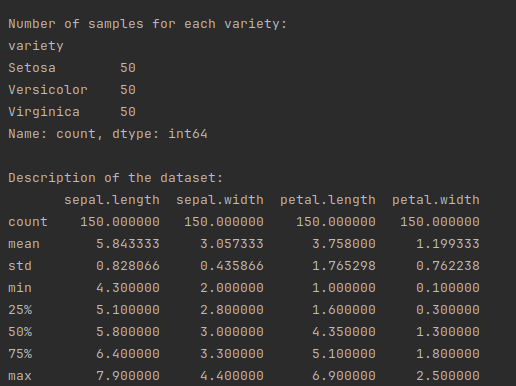 Number of samples for each variety:
variety
Setosa        50
Versicolor    50
Virginica     50
Name: count, dtype: int64

Description of the dataset:
       sepal.length  sepal.width  petal.length  petal.width
count    150.000000   150.000000    150.000000   150.000000
mean       5.843333     3.057333      3.758000     1.199333
std        0.828066     0.435866      1.765298     0.762238
min        4.300000     2.000000      1.000000     0.100000
25%        5.100000     2.800000      1.600000     0.300000
50%        5.800000     3.000000      4.350000     1.300000
75%        6.400000     3.300000      5.100000     1.800000
max        7.900000     4.400000      6.900000     2.500000